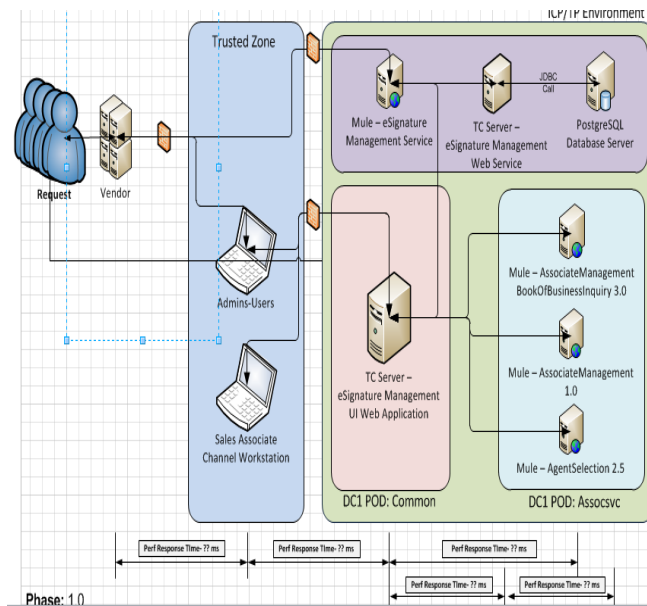 ICP/TP Environment
Trusted Zone
Mule – eSignature
Management Service
JDBC
Call
TC Server –
eSignature Management
Web Service
PostgreSQL
Database Server
Request
Vendor
Admins-Users
Sales Associate
Channel Workstation
TC Server –
eSignature Management
UI Web Application
DC1 POD: Common
Mule – AssociateManagement
BookOfBusinessInquiry 3.0
Mule – AssociateManagement
1.0
Mule – AgentSelection 2.5
DC1 POD: Assocsvc
Perf Response Time- ?? ms
Perf Response Time- ?? ms
Perf Response Time- ?? ms
Perf Response Time- ?? ms
Perf Response Time- ?? ms
Phase: 1.0